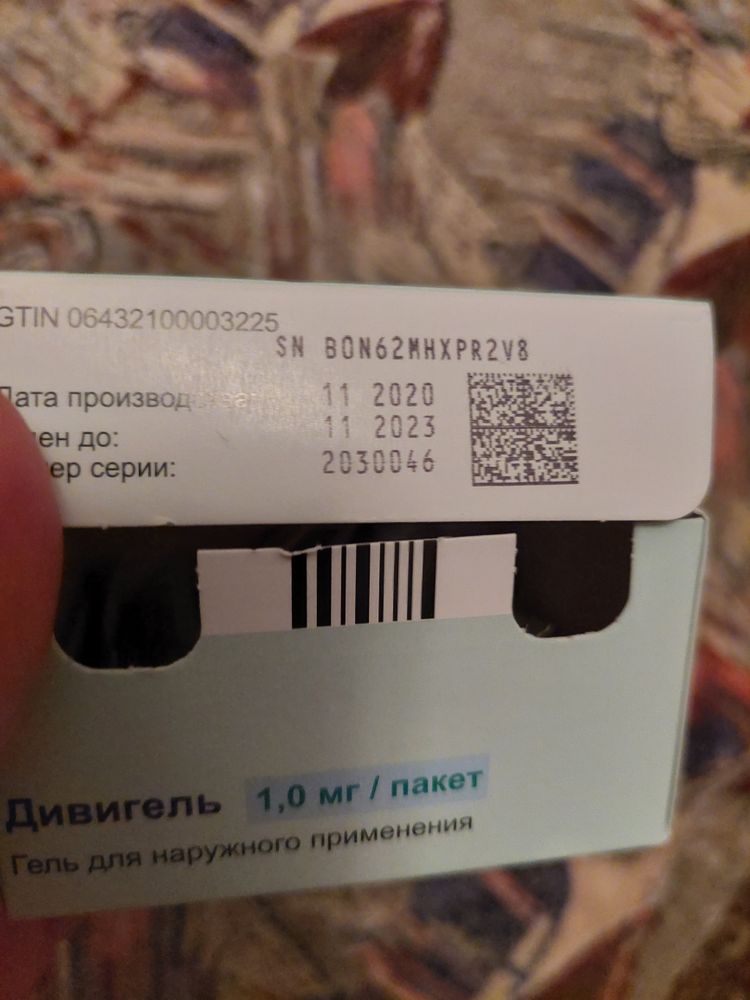 GTIN 06432100003225
SN B0N62MHXPR2V8
Дата 11 2020
до: 11 2023
серии: 2030046
Дивигель 1,0 мг / пакет
Гель для наружного применения